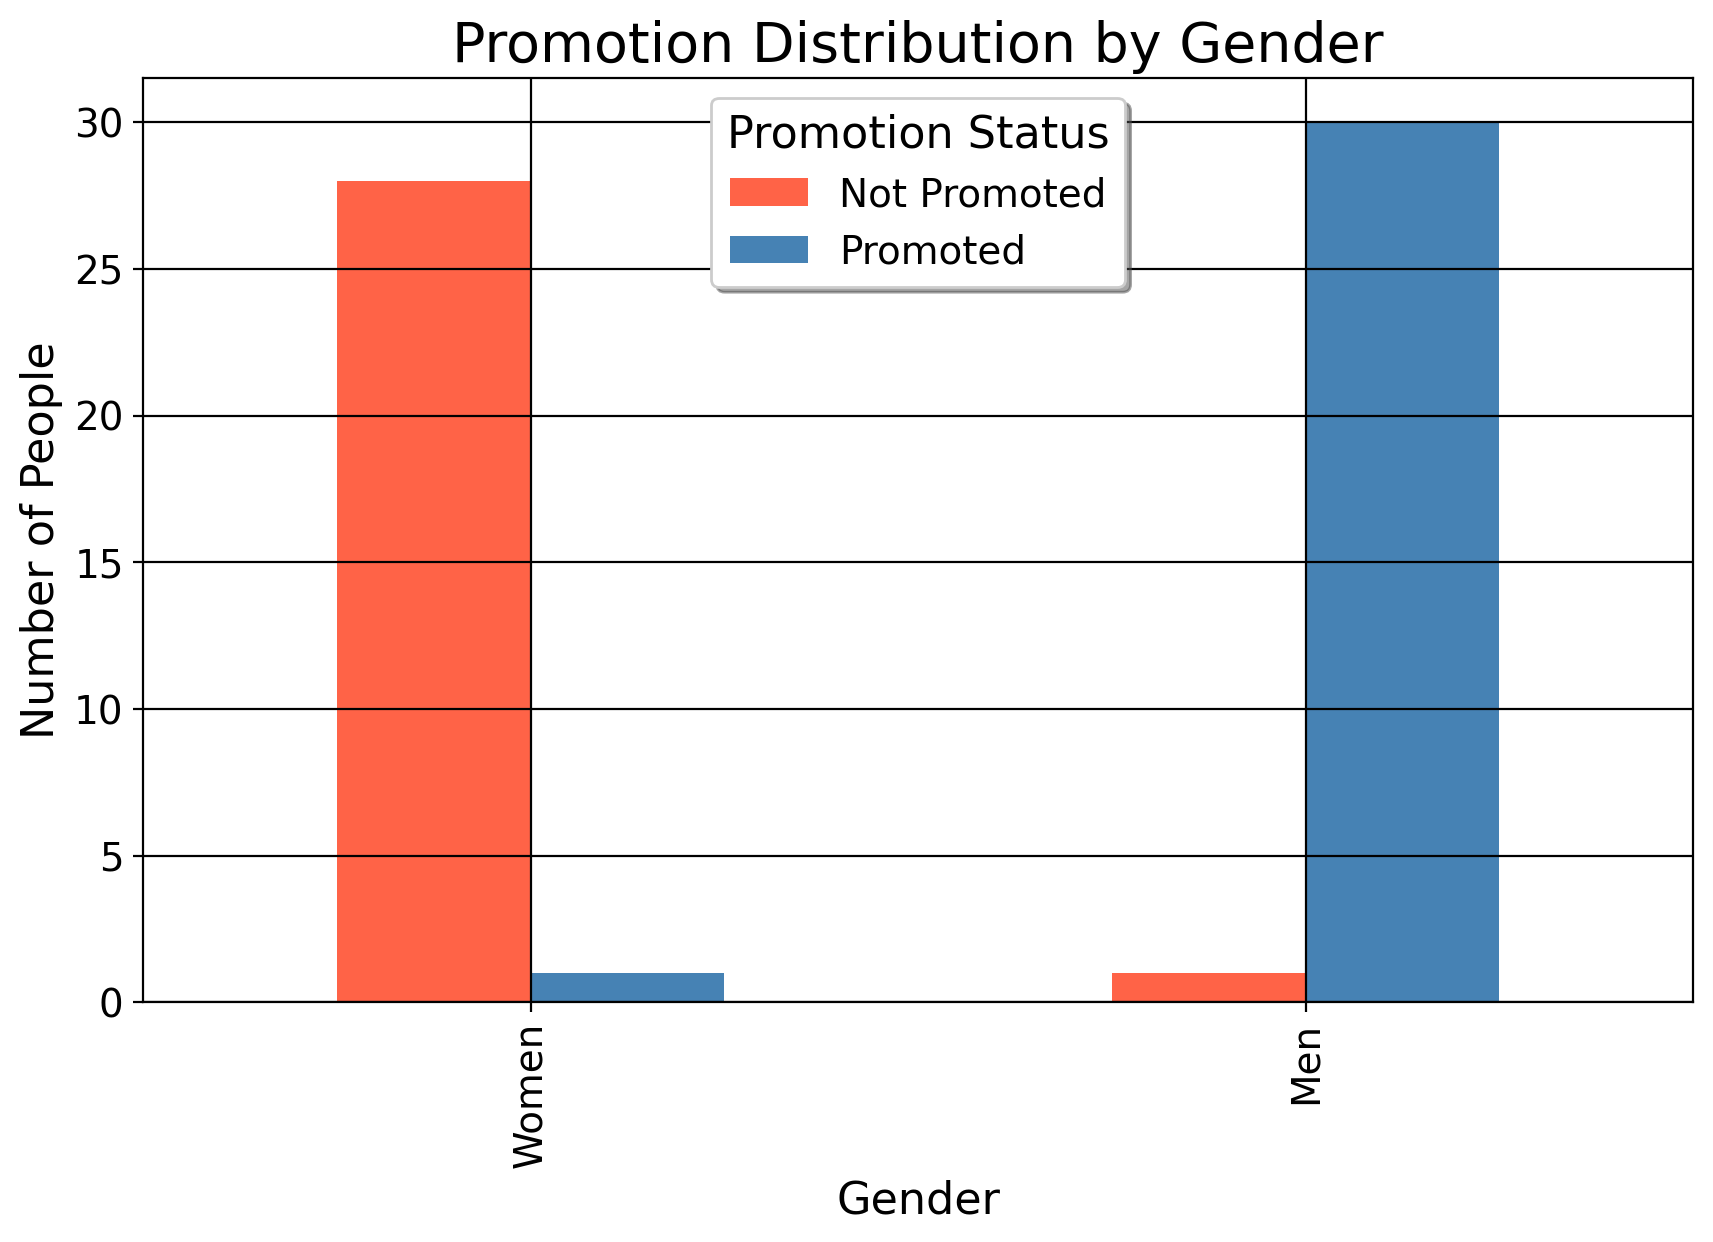 Promotion Distribution by Gender
Promotion Status
Not Promoted
Promoted
Number of People
30
25
20
15
10
5
0
Women
Men
Gender